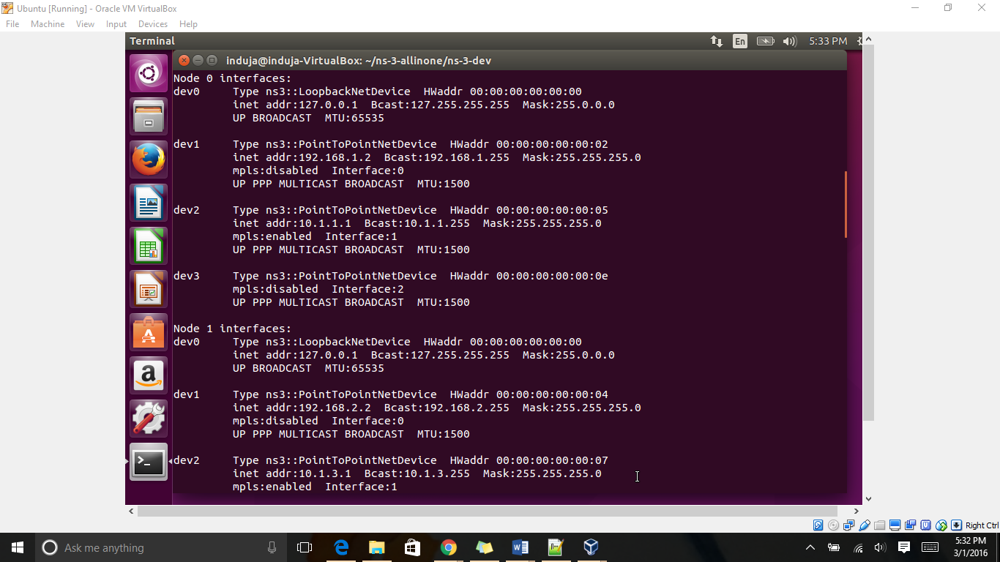 Ubuntu [Running] - Oracle VM VirtualBox
File Machine View Input Devices Help
Terminal En 5:33 PM
induja@induja-VirtualBox: ~/ns-3-allinone/ns-3-dev
Node 0 interfaces:
dev0 Type ns3::LoopbackNetDevice HWaddr 00:00:00:00:00:00
inet addr:127.0.0.1 Bcast:127.255.255.255 Mask:255.0.0.0
UP BROADCAST MTU:65535
dev1 Type ns3::PointToPointNetDevice HWaddr 00:00:00:00:00:02
inet addr:192.168.1.2 Bcast:192.168.1.255 Mask:255.255.255.0
mpls:disabled Interface:0
UP PPP MULTICAST BROADCAST MTU:1500
dev2 Type ns3::PointToPointNetDevice HWaddr 00:00:00:00:00:05
inet addr:10.1.1.1 Bcast:10.1.1.255 Mask:255.255.255.0
mpls:enabled Interface:1
UP PPP MULTICAST BROADCAST MTU:1500
dev3 Type ns3::PointToPointNetDevice HWaddr 00:00:00:00:00:0e
mpls:disabled Interface:2
UP PPP MULTICAST BROADCAST MTU:1500
Node 1 interfaces:
dev0 Type ns3::LoopbackNetDevice HWaddr 00:00:00:00:00:00
inet addr:127.0.0.1 Bcast:127.255.255.255 Mask:255.0.0.0
UP BROADCAST MTU:65535
dev1 Type ns3::PointToPointNetDevice HWaddr 00:00:00:00:00:04
inet addr:192.168.2.2 Bcast:192.168.2.255 Mask:255.255.255.0
mpls:disabled Interface:0
UP PPP MULTICAST BROADCAST MTU:1500
dev2 Type ns3::PointToPointNetDevice HWaddr 00:00:00:00:00:07
inet addr:10.1.3.1 Bcast:10.1.3.255 Mask:255.255.255.0
mpls:enabled Interface:1
Right Ctrl
Ask me anything
5:32 PM
3/1/2016